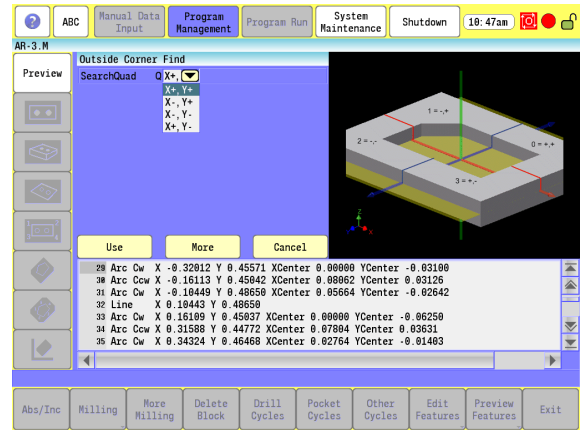 ?
ABC
Manual Data Input
Program Management
Program Run
System Maintenance
Shutdown
10:47am
AR-3.M
Preview
Outside Corner Find
SearchQuad Q X+,
X+,Y+
X-,Y+
X-,Y-
X+,Y-
1 = -,+
2 = -,-
0 = +,+
3 = +,-
Z
Use
More
Cancel
29 Arc Cw X -0.32012 Y 0.45571 XCenter 0.00000 YCenter -0.03100
30 Arc Ccw X -0.16113 Y 0.45042 XCenter 0.08062 YCenter 0.03126
31 Arc Cw X -0.10449 Y 0.48650 XCenter 0.05664 YCenter -0.02642
32 Line X 0.10443 Y 0.48650
33 Arc Cw X 0.16109 Y 0.45037 XCenter 0.00000 YCenter -0.06250
34 Arc Ccw X 0.31588 Y 0.44772 XCenter 0.07804 YCenter 0.03631
35 Arc Cw X 0.34324 Y 0.46468 XCenter 0.02764 YCenter -0.01403
Abs/Inc
Milling
More Milling
Delete Block
Drill Cycles
Pocket Cycles
Other Cycles
Edit Features
Preview Features
Exit